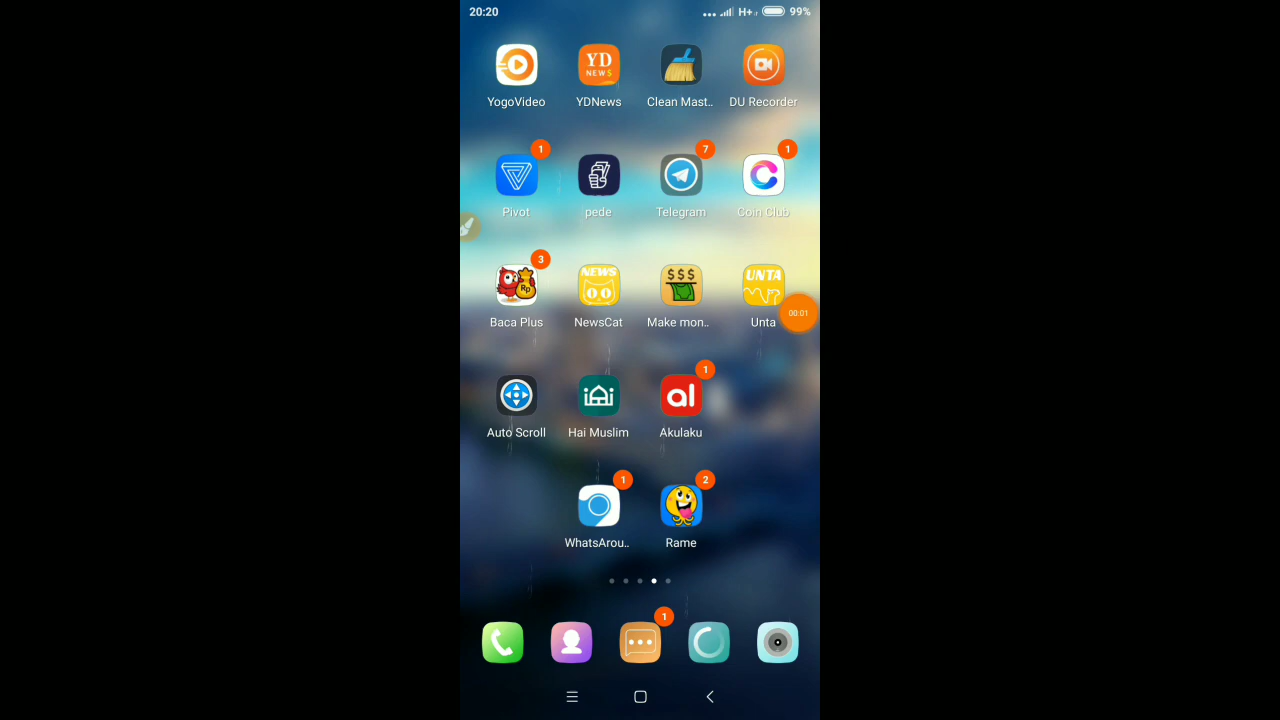 20:20 H+ 99%
YD
NEWS
YogoVideo YDNews Clean Mast.. DU Recorder
1 7 1
Pivot pede Telegram Coin Club
3
Rp NEWS $$$ UNTA
00:01
Baca Plus NewsCat Make mon.. Unta
1
al
Auto Scroll Hai Muslim Akulaku
1 2
WhatsArou.. Rame
1